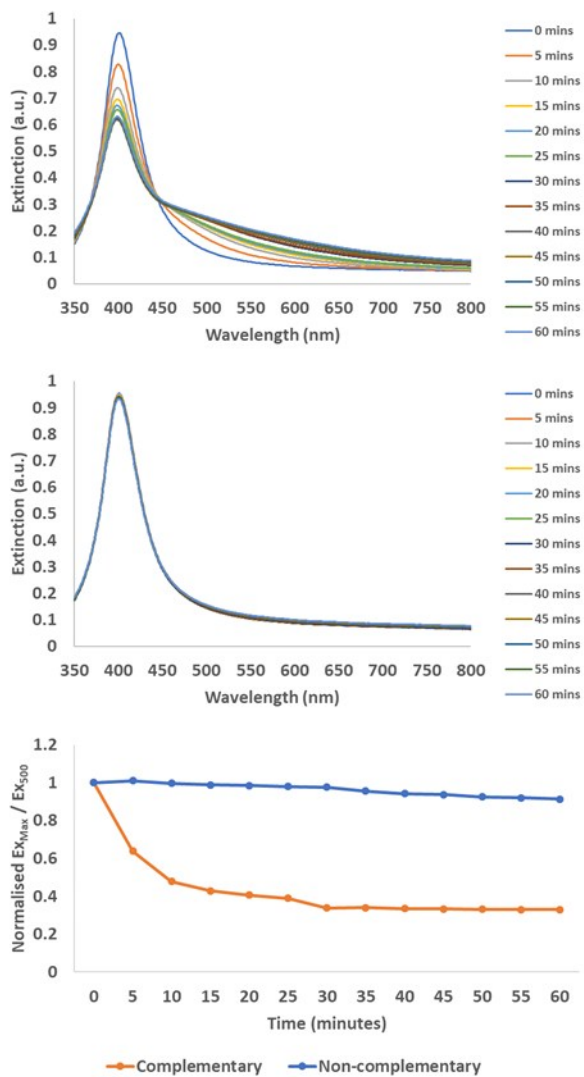 1
0.9
0.8
0.7
0.6
0.5
0.4
0.3
0.2
0.1
0
Extinction (a.u.)
350 400 450 500 550 600 650 700 750 800
Wavelength (nm)
0 mins
5 mins
10 mins
15 mins
20 mins
25 mins
30 mins
35 mins
40 mins
45 mins
50 mins
55 mins
60 mins
1
0.9
0.8
0.7
0.6
0.5
0.4
0.3
0.2
0.1
0
Extinction (a.u.)
350 400 450 500 550 600 650 700 750 800
Wavelength (nm)
0 mins
5 mins
10 mins
15 mins
20 mins
25 mins
30 mins
35 mins
40 mins
45 mins
50 mins
55 mins
60 mins
1.2
1
0.8
0.6
0.4
0.2
0
Normalised Ex_Max / Ex_500
0 5 10 15 20 25 30 35 40 45 50 55 60
Time (minutes)
Complementary Non-complementary